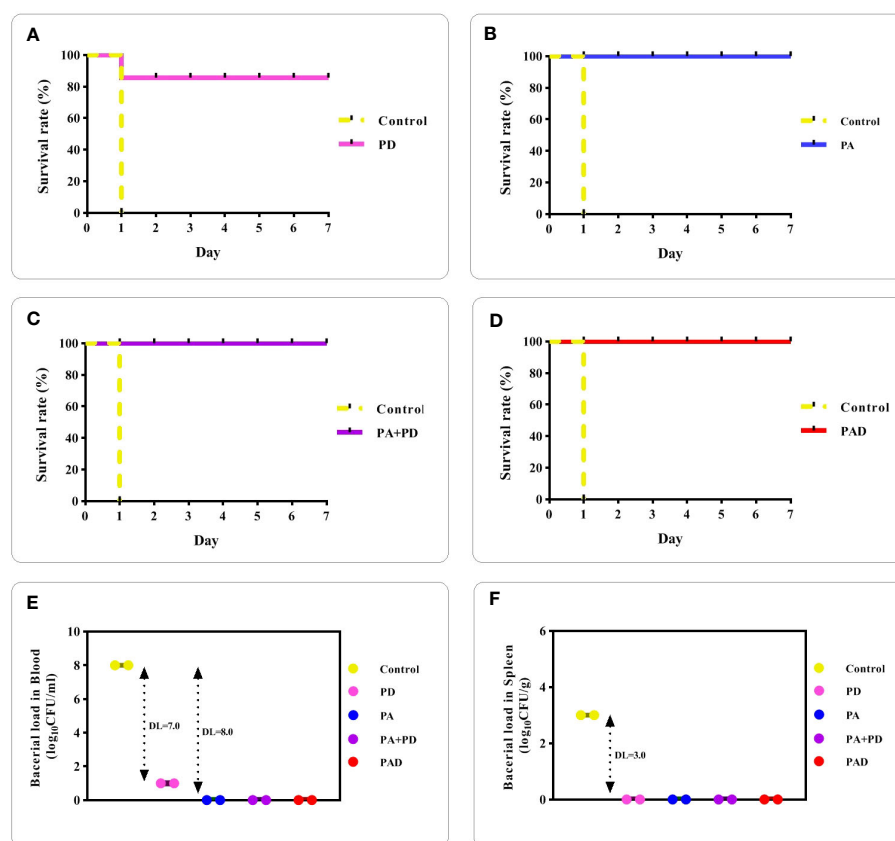 A
Survival rate (%)
100
80
60
40
20
0
0 1 2 3 4 5 6 7
Day
Control
PD
B
Survival rate (%)
100
80
60
40
20
0
0 1 2 3 4 5 6 7
Day
Control
PA
C
Survival rate (%)
100
80
60
40
20
0
0 1 2 3 4 5 6 7
Day
Control
PA+PD
D
Survival rate (%)
100
80
60
40
20
0
0 1 2 3 4 5 6 7
Day
Control
PAD
E
Bacerial load in Blood
(log10CFU/ml)
10
8
6
4
2
0
DL=7.0
DL=8.0
Control
PD
PA
PA+PD
PAD
F
Bacerial load in Spleen
(log10CFU/g)
6
4
2
0
DL=3.0
Control
PD
PA
PA+PD
PAD